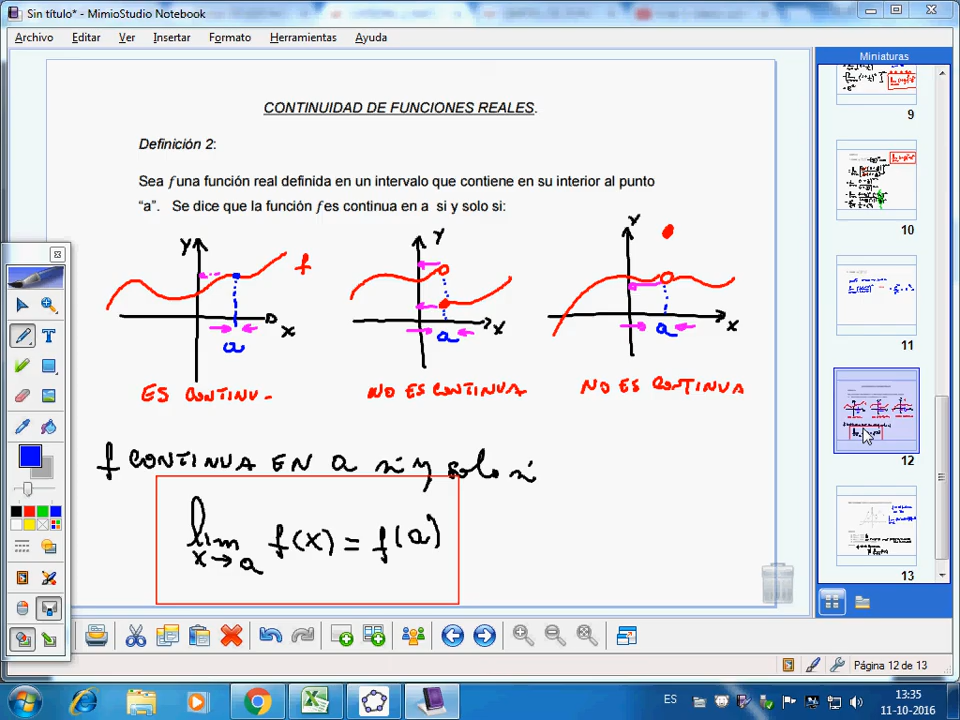 Sin título* - MimioStudio Notebook
Archivo Editar Ver Insertar Formato Herramientas Ayuda
Miniaturas
CONTINUIDAD DE FUNCIONES REALES.
Definición 2:
Sea f una función real definida en un intervalo que contiene en su interior al punto
“a”. Se dice que la función f es continua en a si y solo si:
Y f X a
Y X a
Y X a
ES CONTINU
NO ES CONTINUA
NO ES CONTINUA
f CONTINUA EN a si y solo si
lim f(x) = f(a)
x→a
9
10
11
12
13
T
Página 12 de 13
ES
13:35
11-10-2016